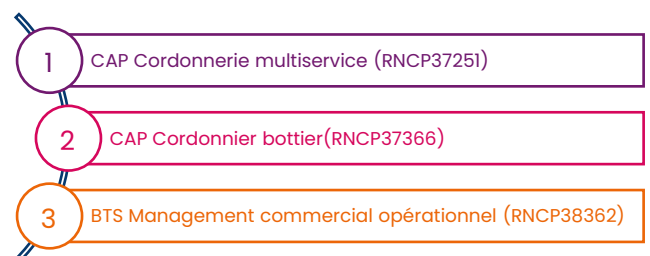 1 CAP Cordonnerie multiservice (RNCP37251)
2 CAP Cordonnier bottier(RNCP37366)
3 BTS Management commercial opérationnel (RNCP38362)